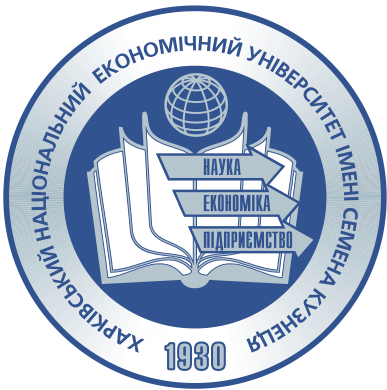 ХАРКІВСЬКИЙ НАЦІОНАЛЬНИЙ ЕКОНОМІЧНИЙ УНІВЕРСИТЕТ ІМЕНІ СЕМЕНА КУЗНЕЦЯ
НАУКА
ЕКОНОМІКА
ПІДПРИЄМСТВО
1930